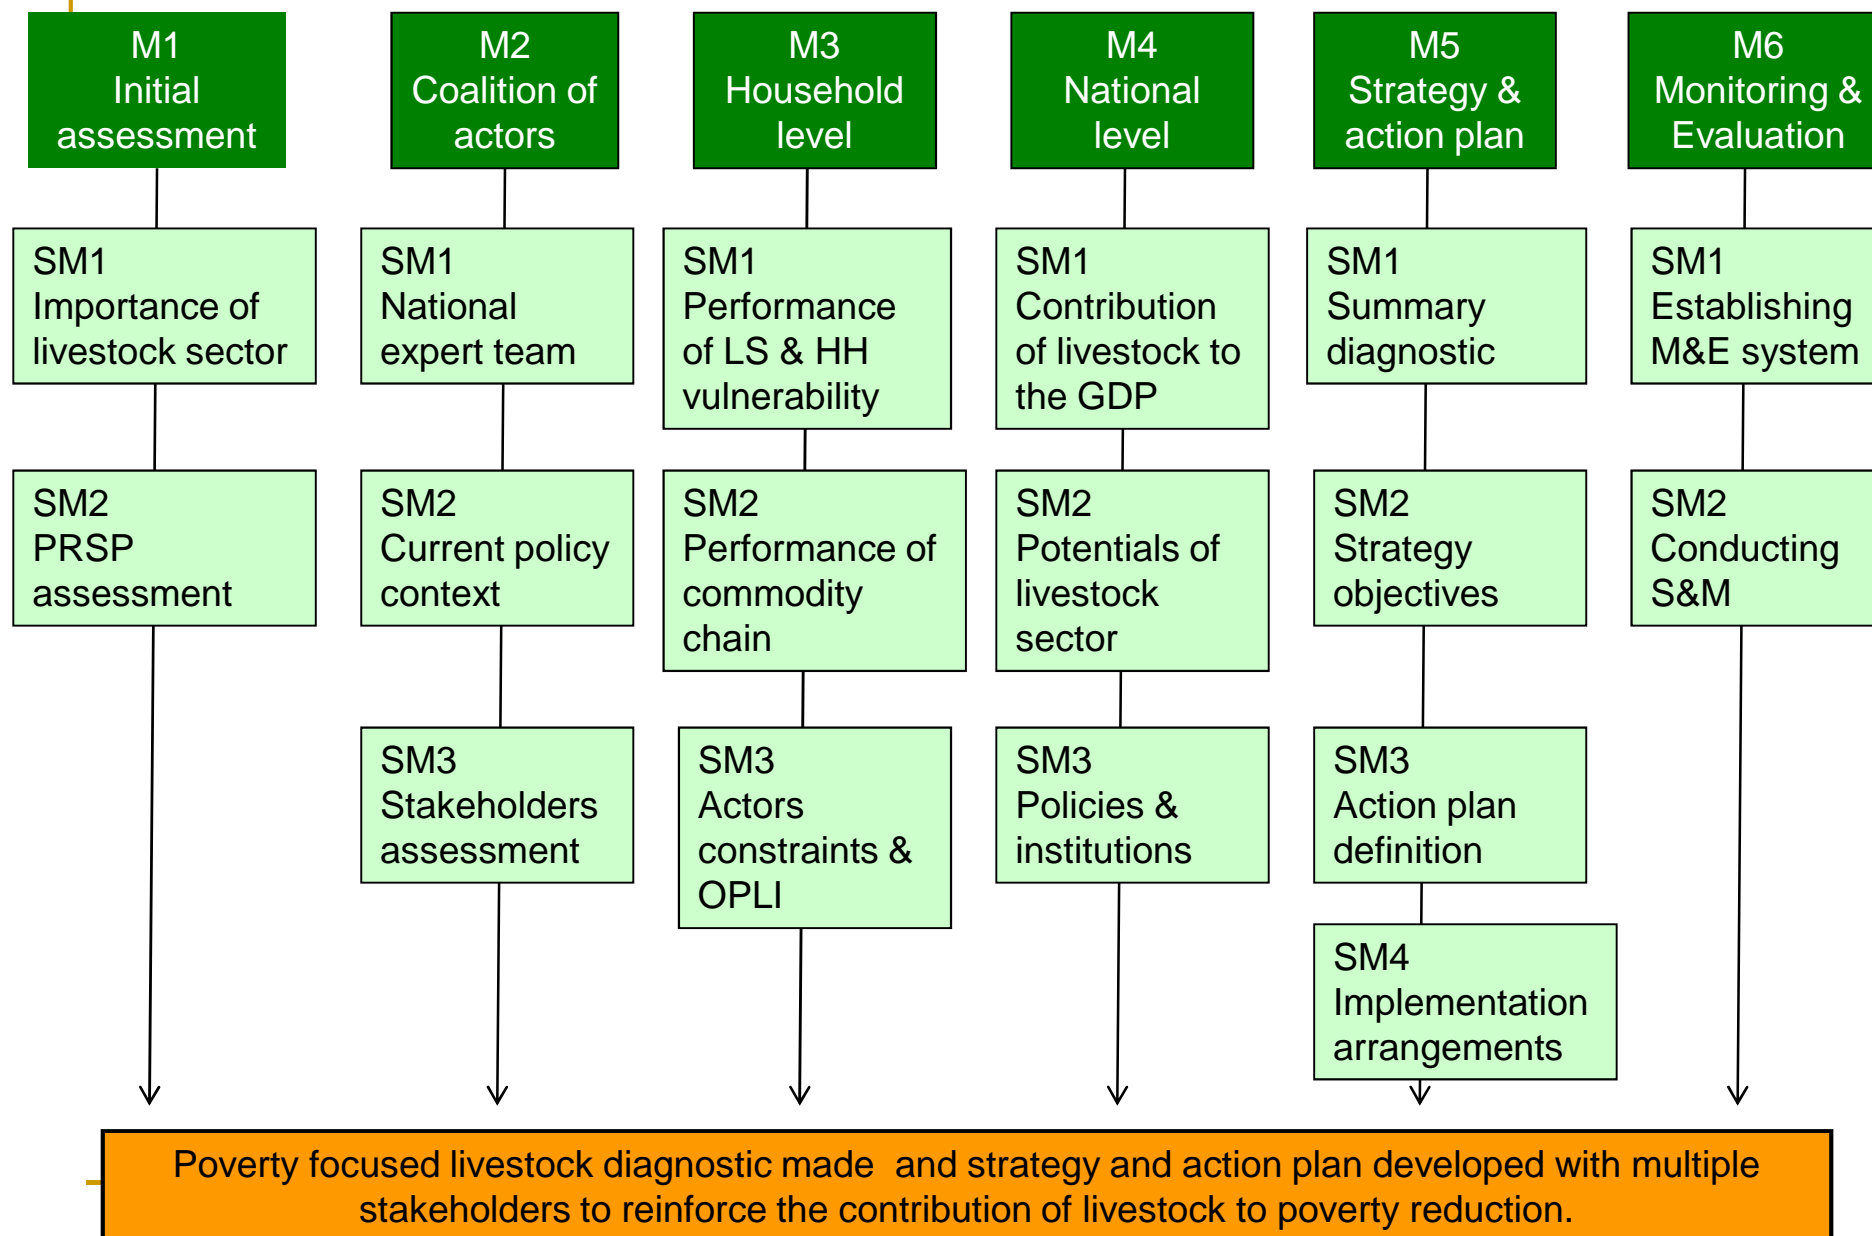 M1
Initial
assessment
M2
Coalition of
actors
M3
Household
level
M4
National
level
M5
Strategy &
action plan
M6
Monitoring &
Evaluation
SM1
Importance of
livestock sector
SM1
National
expert team
SM1
Performance
of LS & HH
vulnerability
SM1
Contribution
of livestock to
the GDP
SM1
Summary
diagnostic
SM1
Establishing
M&E system
SM2
PRSP
assessment
SM2
Current policy
context
SM2
Performance of
commodity
chain
SM2
Potentials of
livestock
sector
SM2
Strategy
objectives
SM2
Conducting
S&M
SM3
Stakeholders
assessment
SM3
Actors
constraints &
OPLI
SM3
Policies &
institutions
SM3
Action plan
definition
SM4
Implementation
arrangements
Poverty focused livestock diagnostic made and strategy and action plan developed with multiple
stakeholders to reinforce the contribution of livestock to poverty reduction.